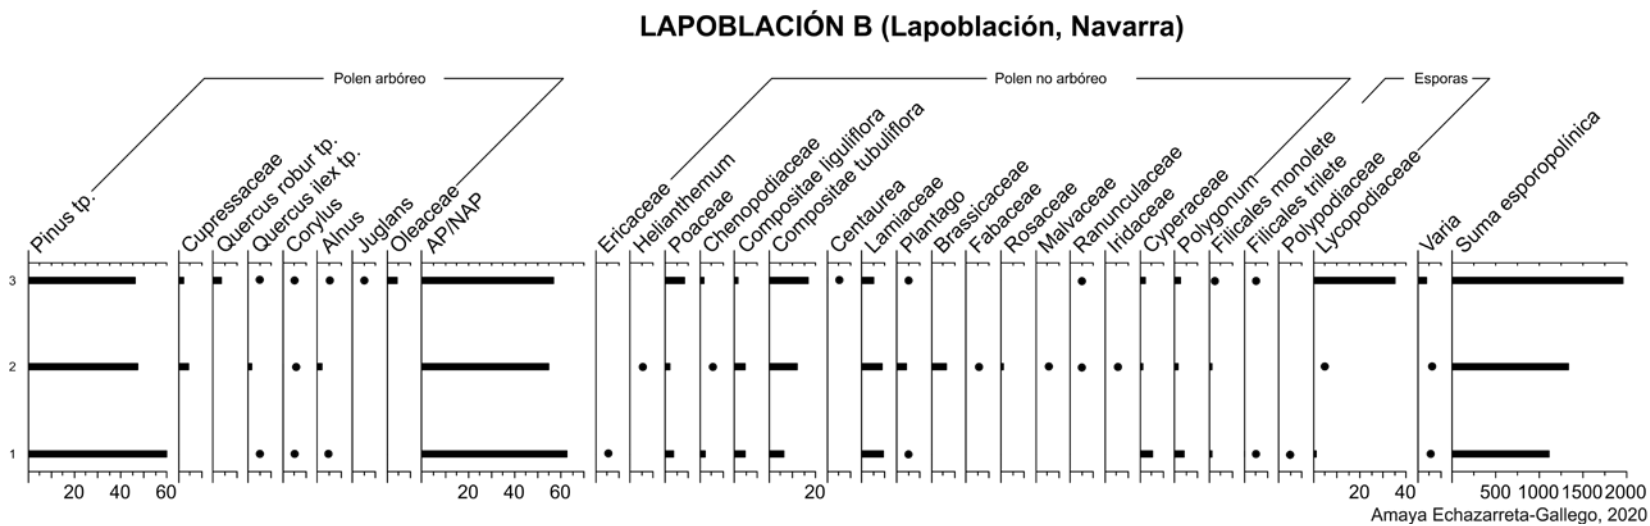 LAPOBLACIÓN B (Lapoblación, Navarra)
Polen arbóreo
Polen no arbóreo
Esporas
Pinus tp.
Cupressaceae
Quercus robur tp.
Quercus ilex tp.
Corylus
Alnus
Juglans
Oleaceae
AP/NAP
Ericaceae
Helianthemum
Poaceae
Chenopodiaceae
Compositae liguliflora
Compositae tubuliflora
Centaurea
Lamiaceae
Plantago
Brassicaceae
Fabaceae
Rosaceae
Malvaceae
Ranunculaceae
Iridaceae
Cyperaceae
Polygonum
Filicales monolete
Filicales trilete
Polypodiaceae
Lycopodiaceae
Varia
Suma esporopolínica
3
2
1
20 40 60 20 40 60 20 20 40 500 1000 1500 2000
Amaya Echazarreta-Gallego, 2020